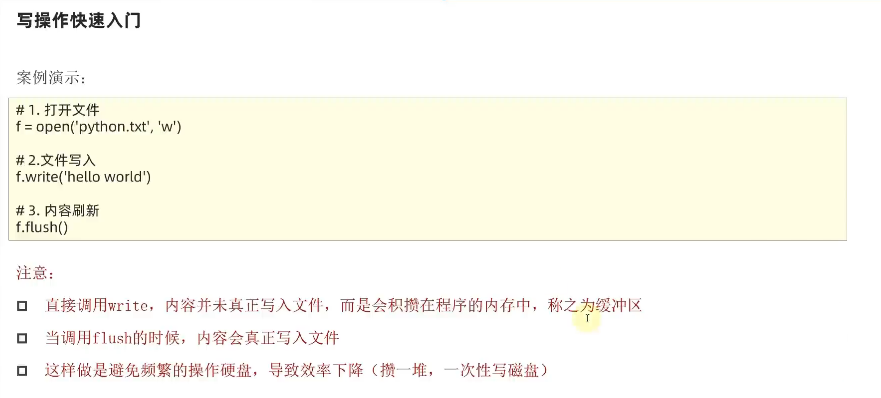 写操作快速入门
案例演示：
# 1. 打开文件
f = open('python.txt', 'w')
# 2.文件写入
f.write('hello world')
# 3. 内容刷新
f.flush()
注意：
直接调用write，内容并未真正写入文件，而是会积攒在程序的内存中，称之为缓冲区
当调用flush的时候，内容会真正写入文件
这样做是避免频繁的操作硬盘，导致效率下降（攒一堆，一次性写磁盘）